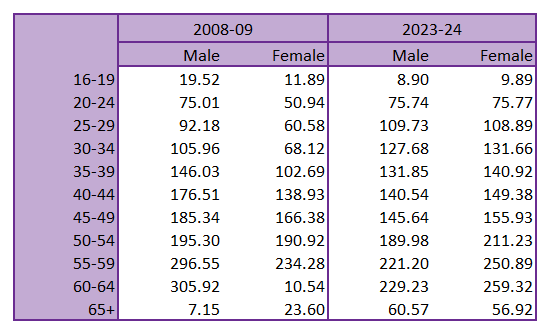 2008-09 2023-24
Male Female Male Female
16-19 19.52 11.89 8.90 9.89
20-24 75.01 50.94 75.74 75.77
25-29 92.18 60.58 109.73 108.89
30-34 105.96 68.12 127.68 131.66
35-39 146.03 102.69 131.85 140.92
40-44 176.51 138.93 140.54 149.38
45-49 185.34 166.38 145.64 155.93
50-54 195.30 190.92 189.98 211.23
55-59 296.55 234.28 221.20 250.89
60-64 305.92 10.54 229.23 259.32
65+ 7.15 23.60 60.57 56.92